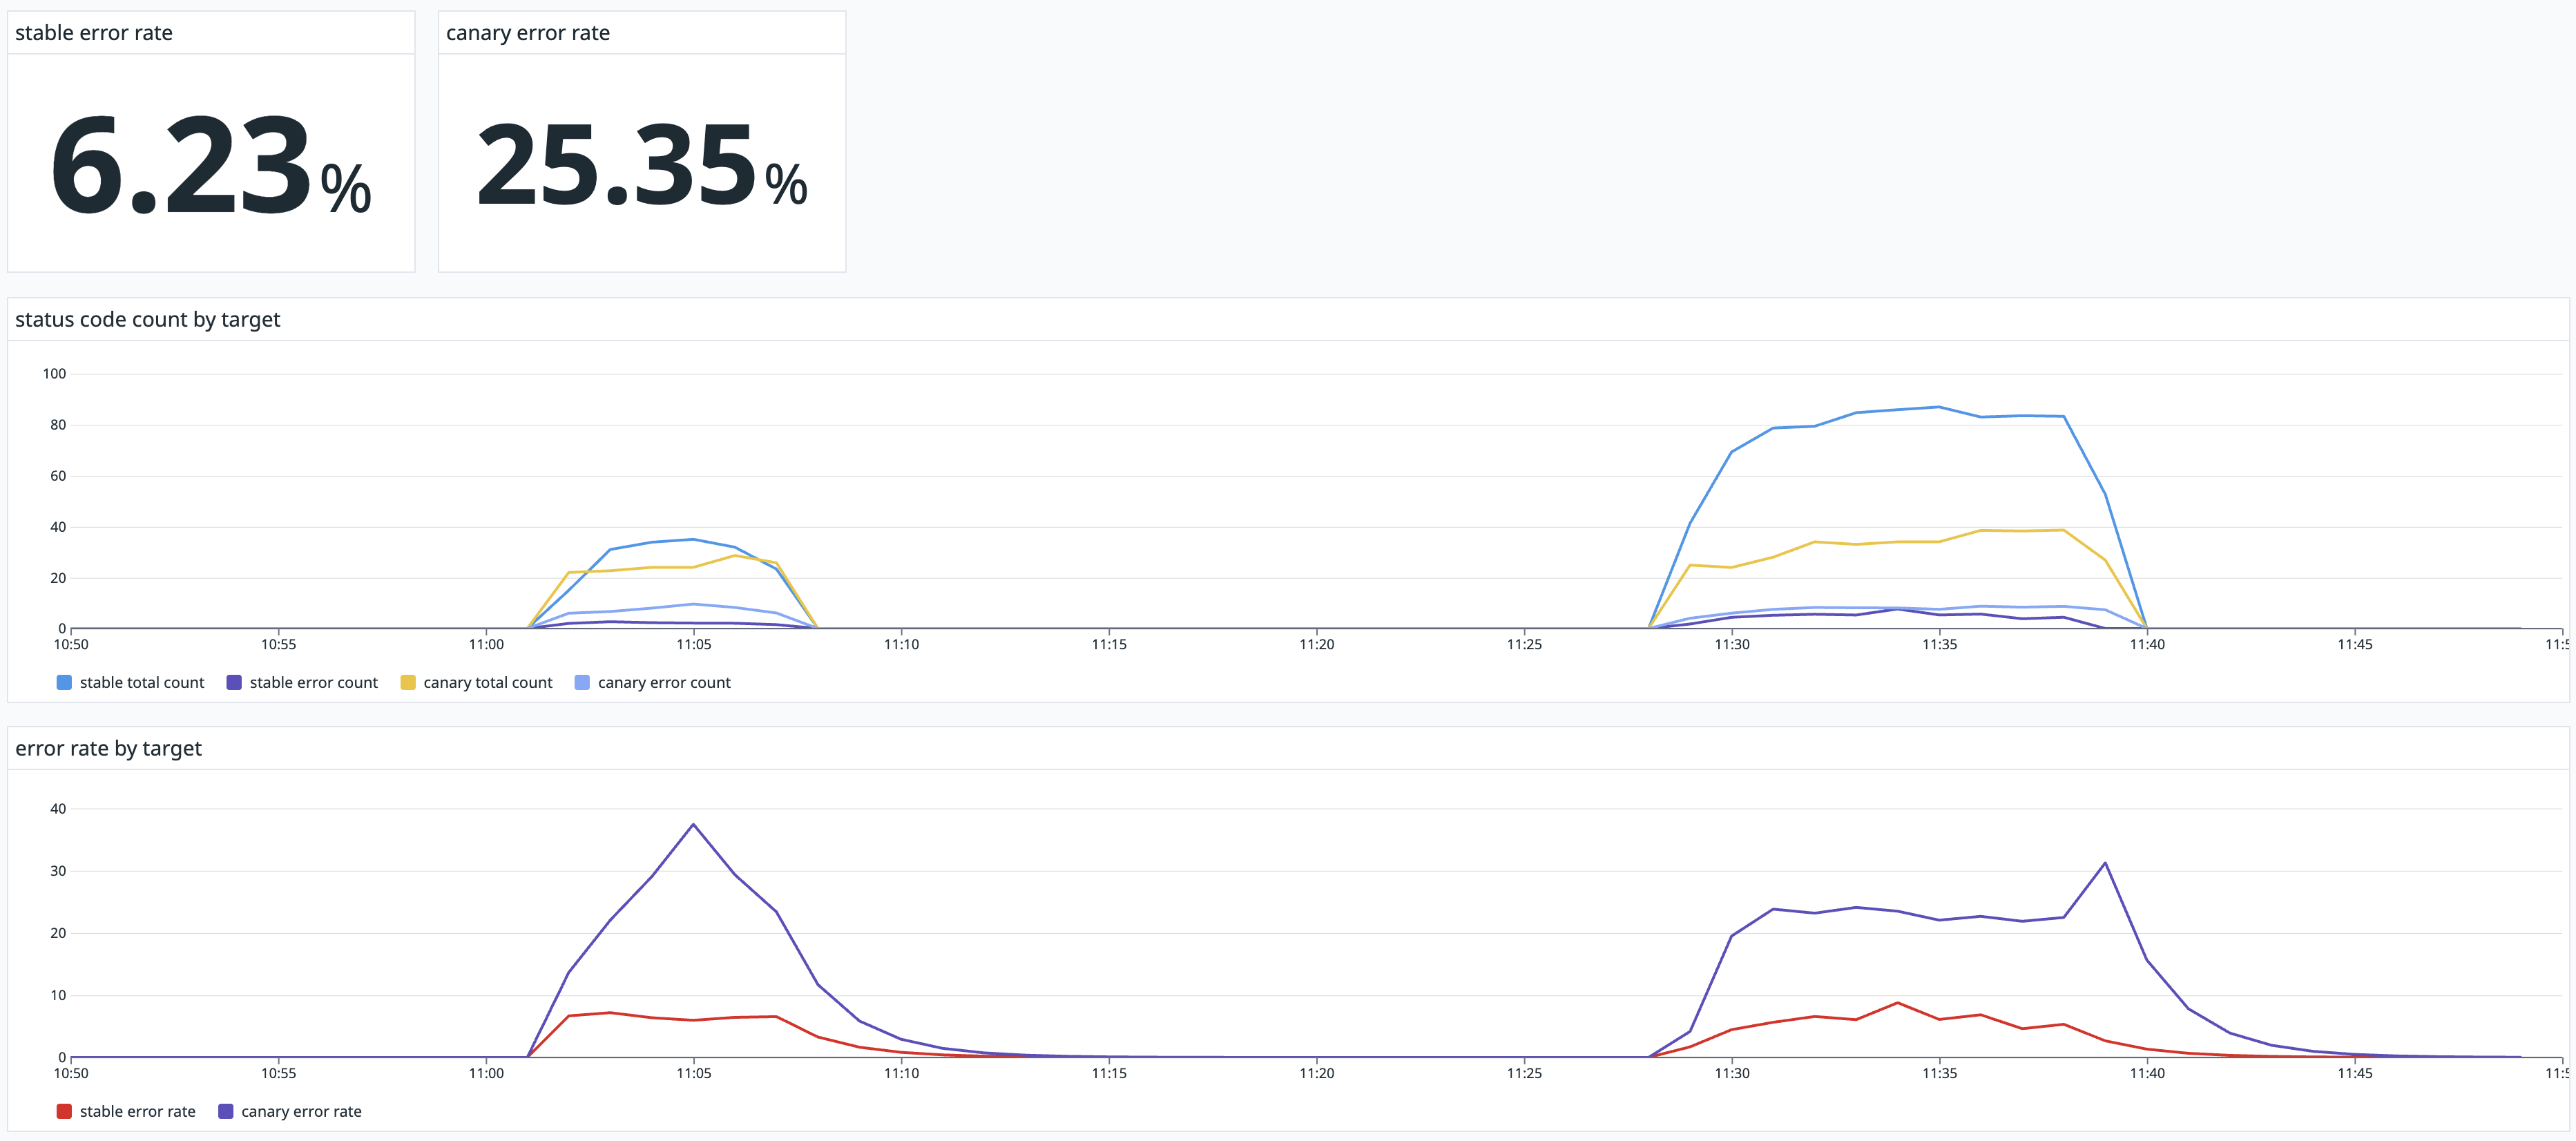 stable error rate
canary error rate
6.23%
25.35%
status code count by target
100
80
60
40
20
0
10:50 10:55 11:00 11:05 11:10 11:15 11:20 11:25 11:30 11:35 11:40 11:45 11:5
stable total count stable error count canary total count canary error count
error rate by target
40
30
20
10
0
10:50 10:55 11:00 11:05 11:10 11:15 11:20 11:25 11:30 11:35 11:40 11:45 11:5
stable error rate canary error rate